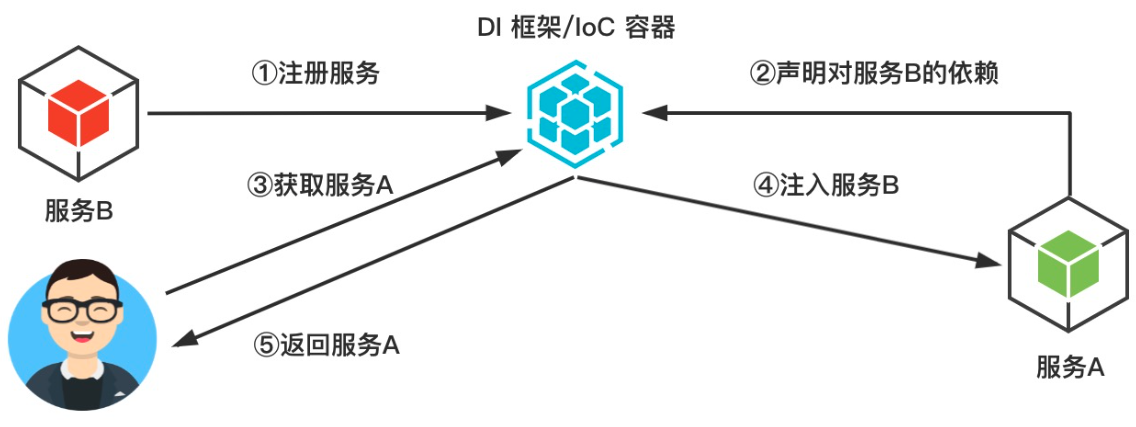 DI 框架/IoC 容器
①注册服务
②声明对服务B的依赖
③获取服务A
④注入服务B
服务B
⑤返回服务A
服务A